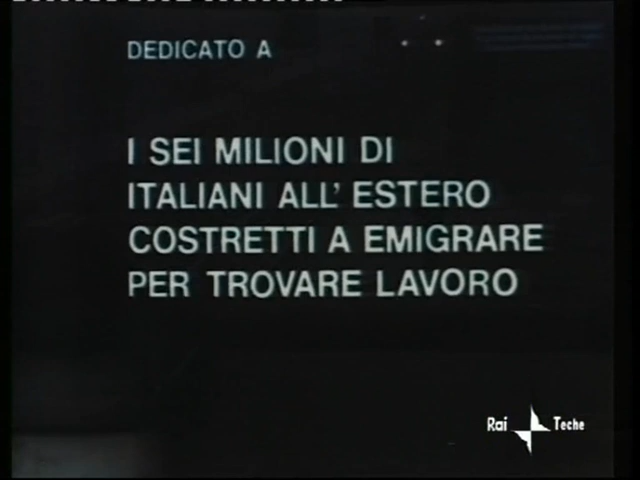 DEDICATO A
I SEI MILIONI DI
ITALIANI ALL' ESTERO
COSTRETTI A EMIGRARE
PER TROVARE LAVORO
Rai Teche